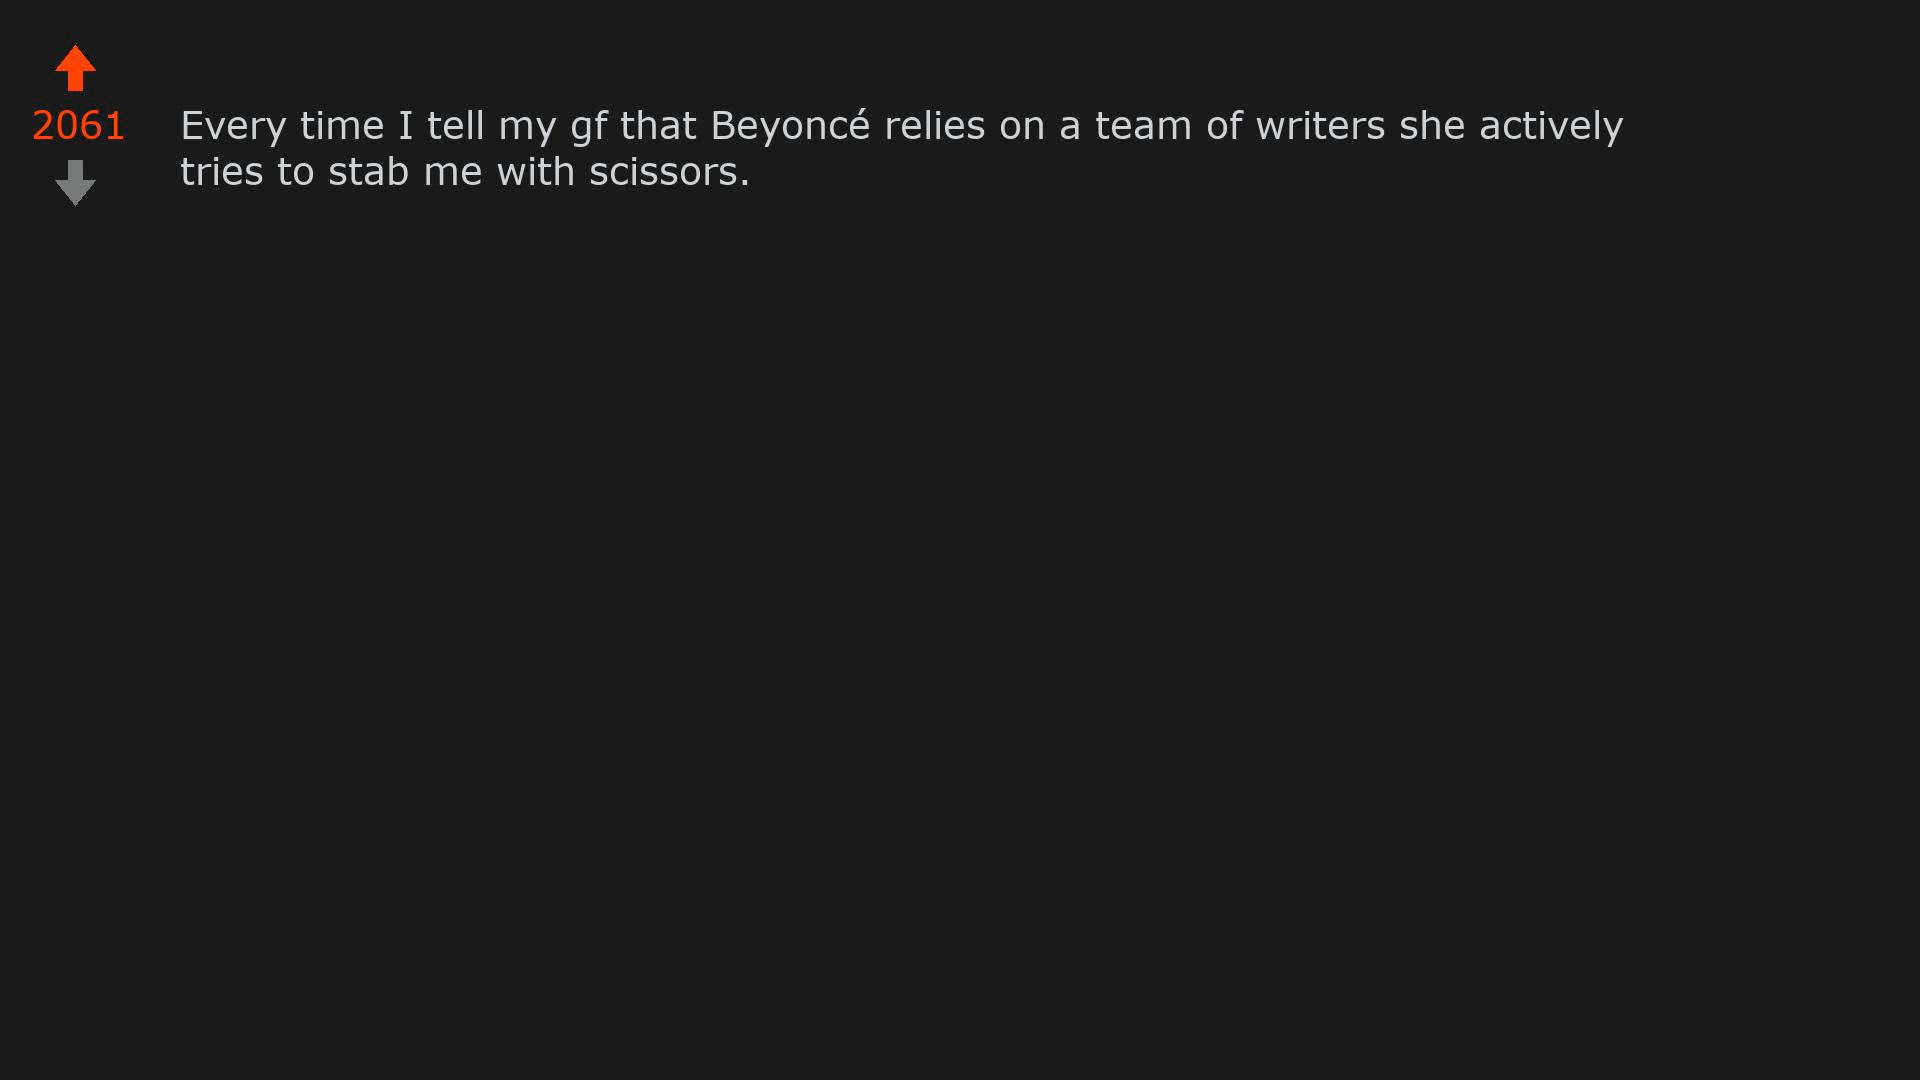 2061
Every time I tell my gf that Beyoncé relies on a team of writers she actively
tries to stab me with scissors.